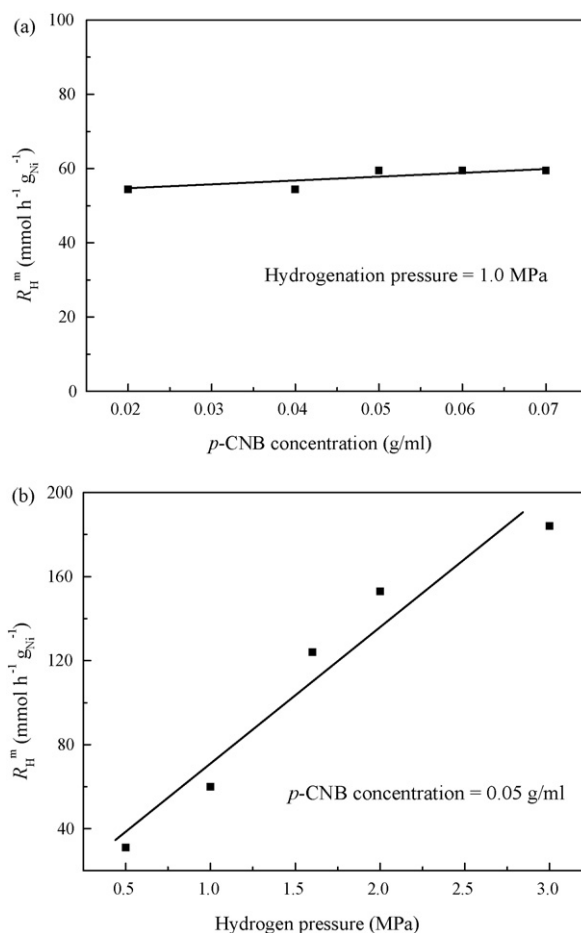 (a)
100
80
60
40
20
0
R_H^m (mmol h^-1 g_Ni^-1)
Hydrogenation pressure = 1.0 MPa
0.02 0.03 0.04 0.05 0.06 0.07
p-CNB concentration (g/ml)
(b)
200
160
120
80
40
R_H^m (mmol h^-1 g_Ni^-1)
p-CNB concentration = 0.05 g/ml
0.5 1.0 1.5 2.0 2.5 3.0
Hydrogen pressure (MPa)